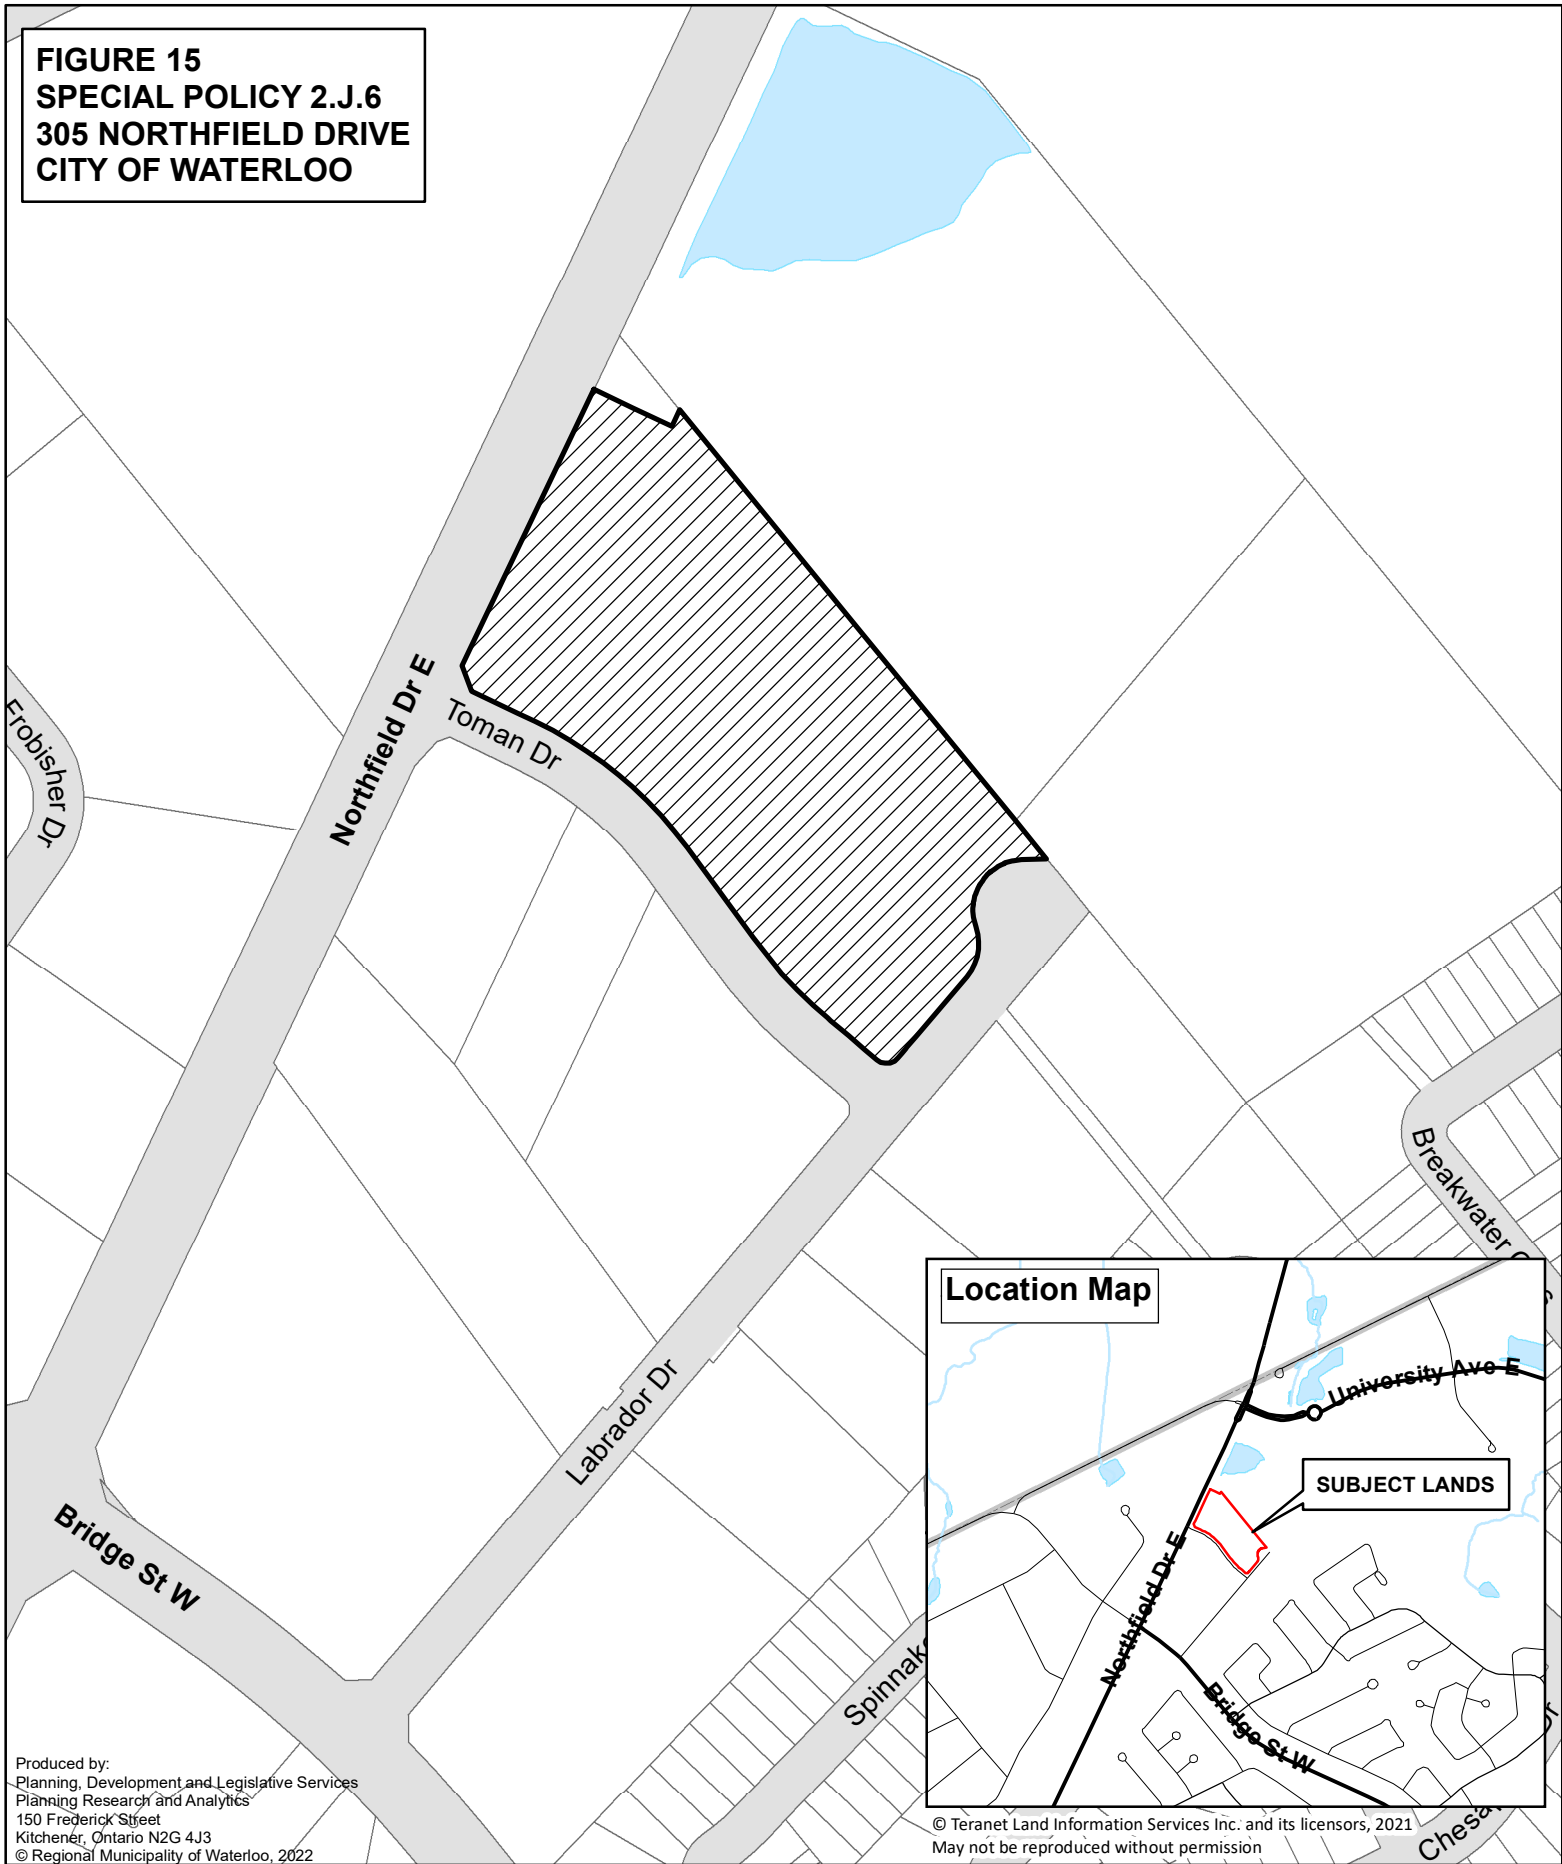 FIGURE 15
SPECIAL POLICY 2.J.6
305 NORTHFIELD DRIVE
CITY OF WATERLOO
Northfield Dr E
Toman Dr
Frobisher Dr
Breakwater
Labrador Dr
Bridge St W
Location Map
University Ave E
SUBJECT LANDS
Northfield Dr E
Bridge St W
Dr
Produced by:
Planning, Development and Legislative Services
Planning Research and Analytics
150 Frederick Street
Kitchener, Ontario N2G 4J3
© Regional Municipality of Waterloo, 2022
© Teranet Land Information Services Inc. and its licensors, 2021
May not be reproduced without permission